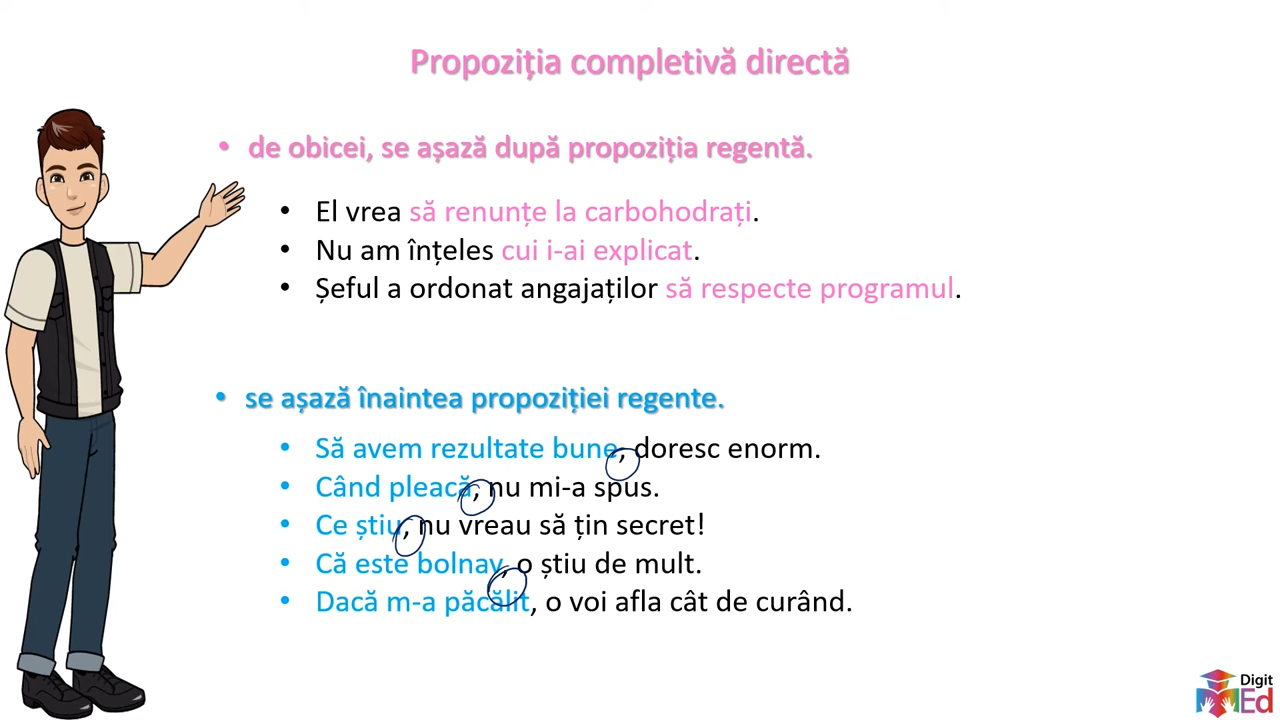 Propoziția completivă directă
• de obicei, se așază după propoziția regentă.
• El vrea să renunțe la carbohodrați.
• Nu am înțeles cui i-ai explicat.
• Șeful a ordonat angajaților să respecte programul.
• se așază înaintea propoziției regente.
• Să avem rezultate bune, doresc enorm.
• Când pleacă, nu mi-a spus.
• Ce știu, nu vreau să țin secret!
• Că este bolnav, o știu de mult.
• Dacă m-a păcălit, o voi afla cât de curând.
Digit
Ed